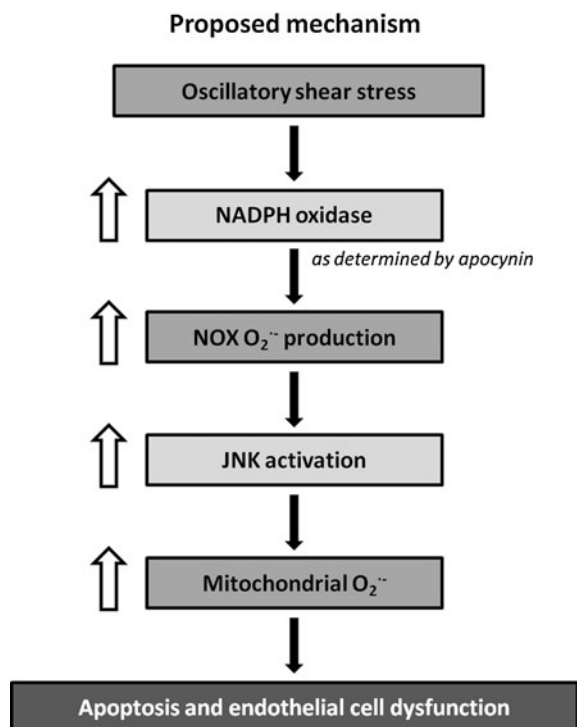 Proposed mechanism
Oscillatory shear stress
NADPH oxidase
as determined by apocynin
NOX O₂·⁻ production
JNK activation
Mitochondrial O₂·⁻
Apoptosis and endothelial cell dysfunction